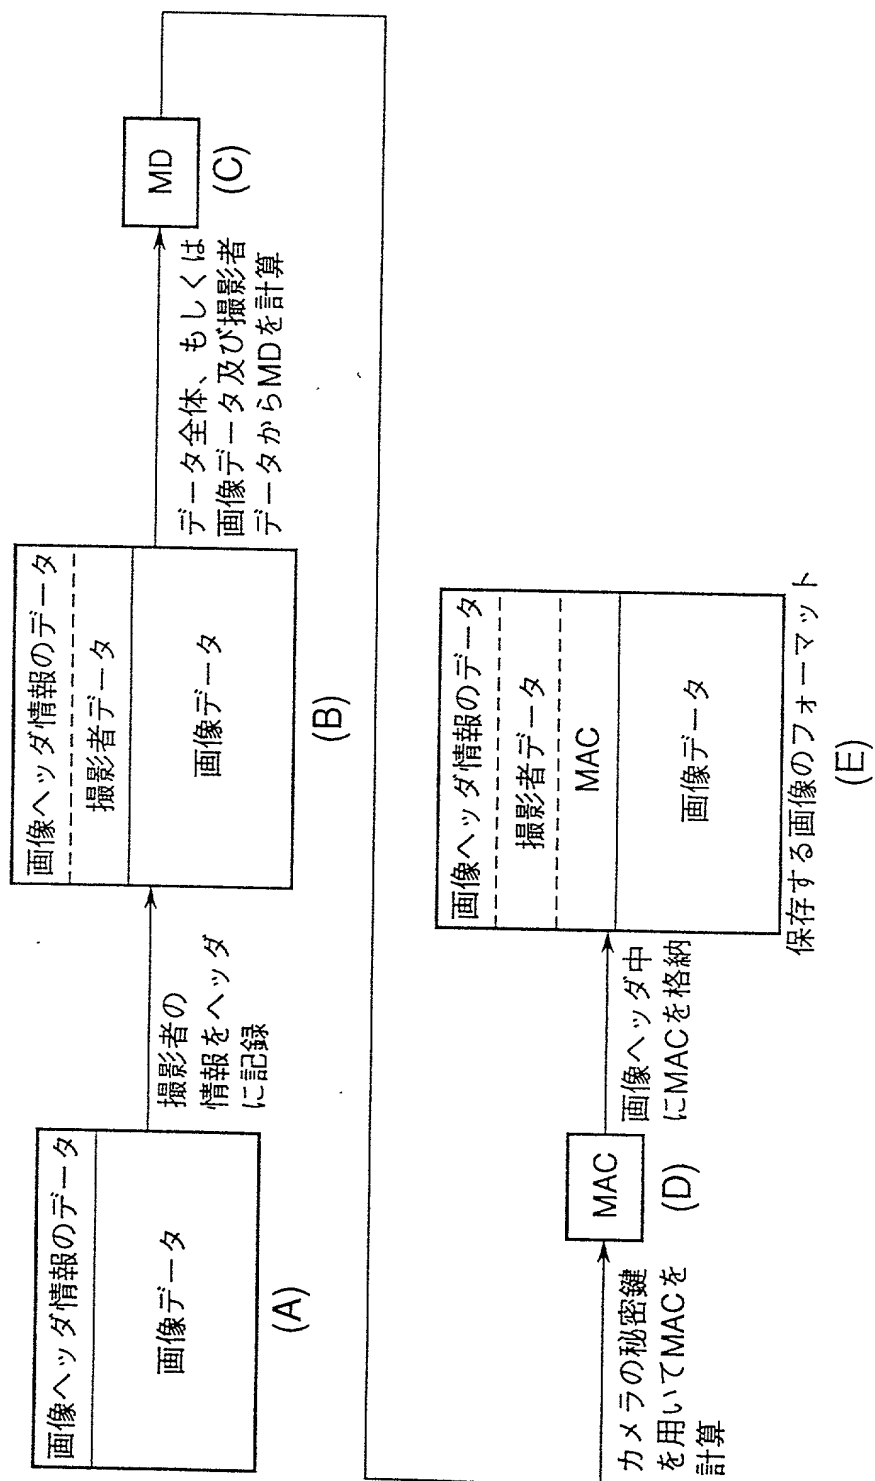 画像ヘッダ情報のデータ
画像データ
(A)
撮影者の
情報をヘッダ
に記録
画像ヘッダ情報のデータ
撮影者データ
画像データ
(B)
データ全体、もしくは
画像データ及び撮影者
データからMDを計算
MD
(C)
カメラの秘密鍵
を用いてMACを
計算
MAC
(D)
画像ヘッダ中
にMACを格納
画像ヘッダ情報のデータ
撮影者データ
MAC
画像データ
保存する画像のフォーマット
(E)